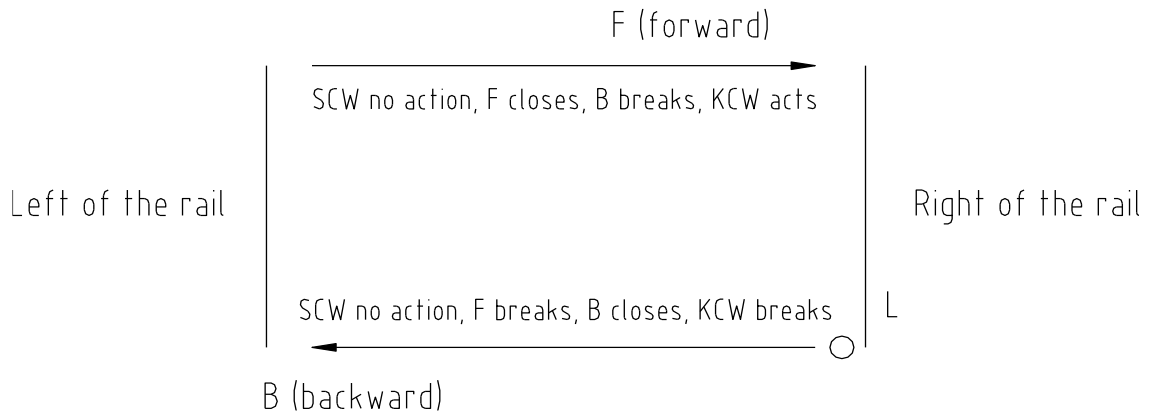 F (forward)
SCW no action, F closes, B breaks, KCW acts
Left of the rail
Right of the rail
SCW no action, F breaks, B closes, KCW breaks
L
B (backward)